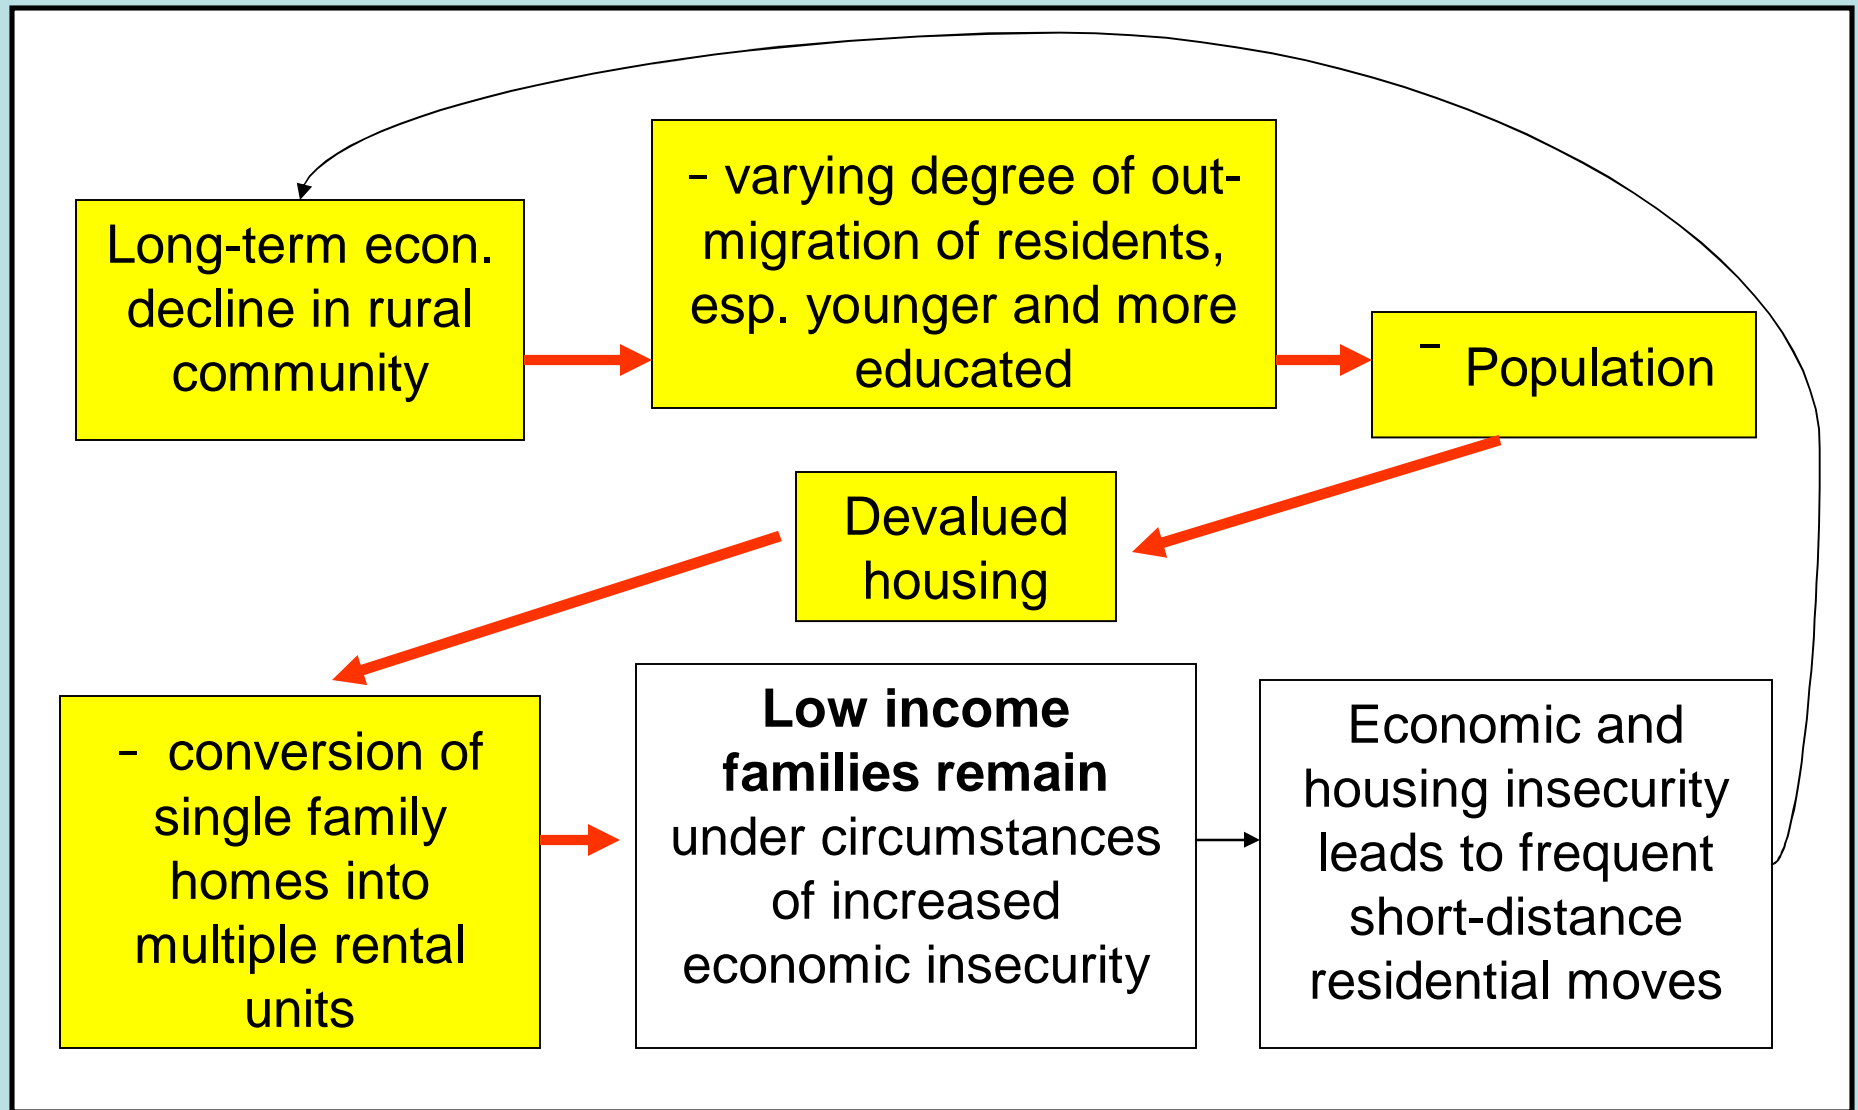 Long-term econ.
decline in rural
community
- varying degree of out-
migration of residents,
esp. younger and more
educated
- Population
Devalued
housing
- conversion of
single family
homes into
multiple rental
units
Low income
families remain
under circumstances
of increased
economic insecurity
Economic and
housing insecurity
leads to frequent
short-distance
residential moves